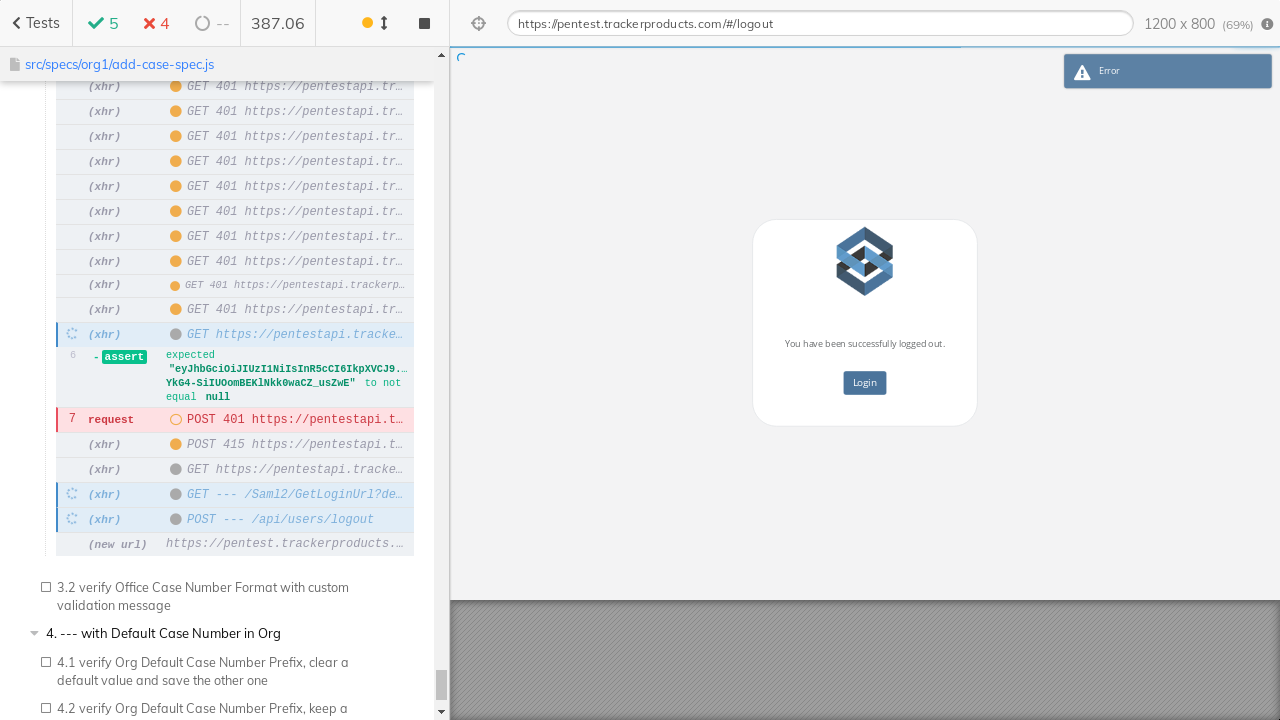 Tests
5
4
--
387.06
src/specs/org1/add-case-spec.js
(xhr) GET 401 https://pentestapi.tr…
(xhr) GET 401 https://pentestapi.tr…
(xhr) GET 401 https://pentestapi.tr…
(xhr) GET 401 https://pentestapi.tr…
(xhr) GET 401 https://pentestapi.tr…
(xhr) GET 401 https://pentestapi.tr…
(xhr) GET 401 https://pentestapi.tr…
(xhr) GET 401 https://pentestapi.tr…
(xhr) GET 401 https://pentestapi.trackerp…
(xhr) GET 401 https://pentestapi.tr…
(xhr) GET https://pentestapi.tracke…
6 -assert expected
"eyJhbGciOiJIUzI1NiIsInR5cCI6IkpXVCJ9.…
YkG4-SiIUOomBEKlNkk0waCZ_usZwE" to not
equal null
7 request POST 401 https://pentestapi.t…
(xhr) POST 415 https://pentestapi.t…
(xhr) GET https://pentestapi.tracke…
(xhr) GET --- /Saml2/GetLoginUrl?de…
(xhr) POST --- /api/users/logout
(new url) https://pentest.trackerproducts.…
3.2 verify Office Case Number Format with custom
validation message
4. --- with Default Case Number in Org
4.1 verify Org Default Case Number Prefix, clear a
default value and save the other one
4.2 verify Org Default Case Number Prefix, keep a
https://pentest.trackerproducts.com/#/logout
1200 x 800 (69%)
Error
You have been successfully logged out.
Login